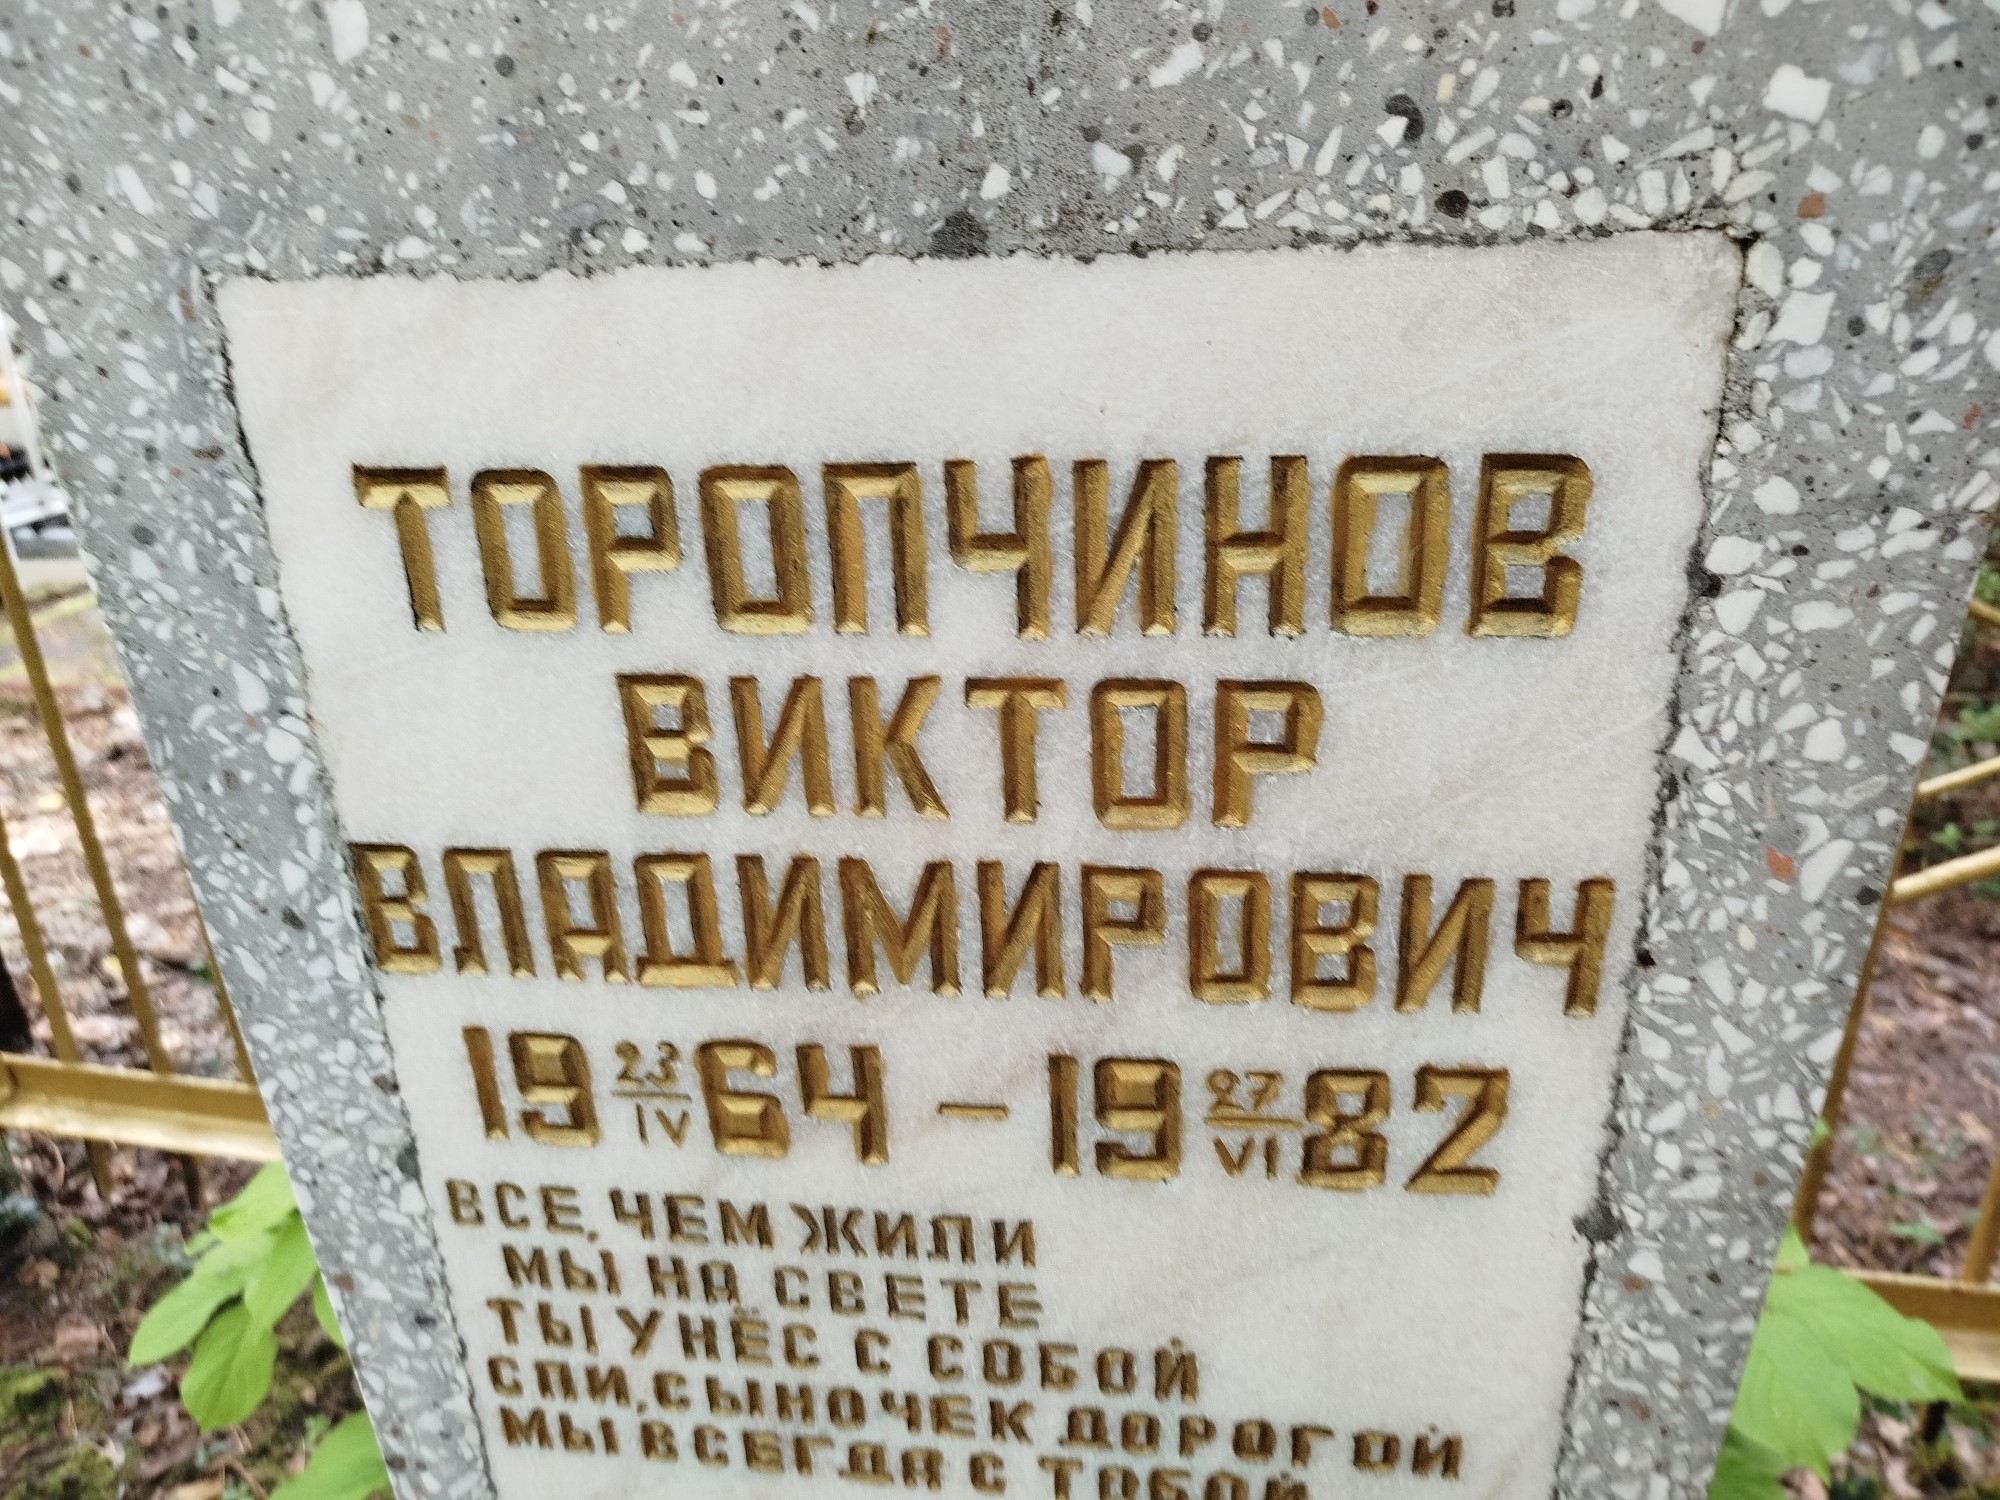 ТОРОПЧИНОВ
ВИКТОР
ВЛАДИМИРОВИЧ
19 23/IV 64 – 19 27/VI 82
ВСЕ, ЧЕМ ЖИЛИ
МЫ НА СВЕТЕ
ТЫ УНЁС С СОБОЙ
СПИ, СЫНОЧЕК ДОРОГОЙ
МЫ ВСЕГДА С ТОБОЙ